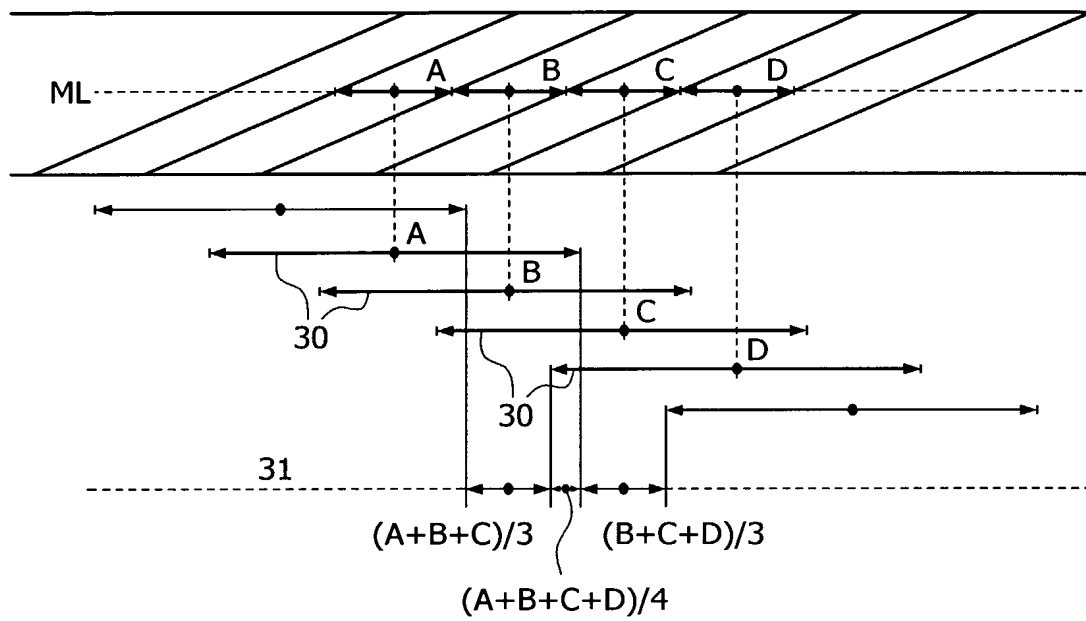 ML
A B C D
A
B
30
C
D
30
31
(A+B+C)/3 (B+C+D)/3
(A+B+C+D)/4